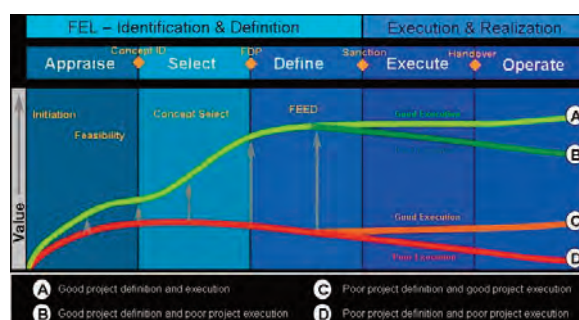 FEL – Identification & Definition
Execution & Realization
Concept ID
FDP
Sanction
Handover
Appraise
Select
Define
Execute
Operate
Initiation
Feasibility
Concept Select
FEED
Good Execution
Good Execution
Poor Execution
Value
A
B
C
D
A Good project definition and execution
C Poor project definition and good project execution
B Good project definition and poor project execution
D Poor project definition and poor project execution